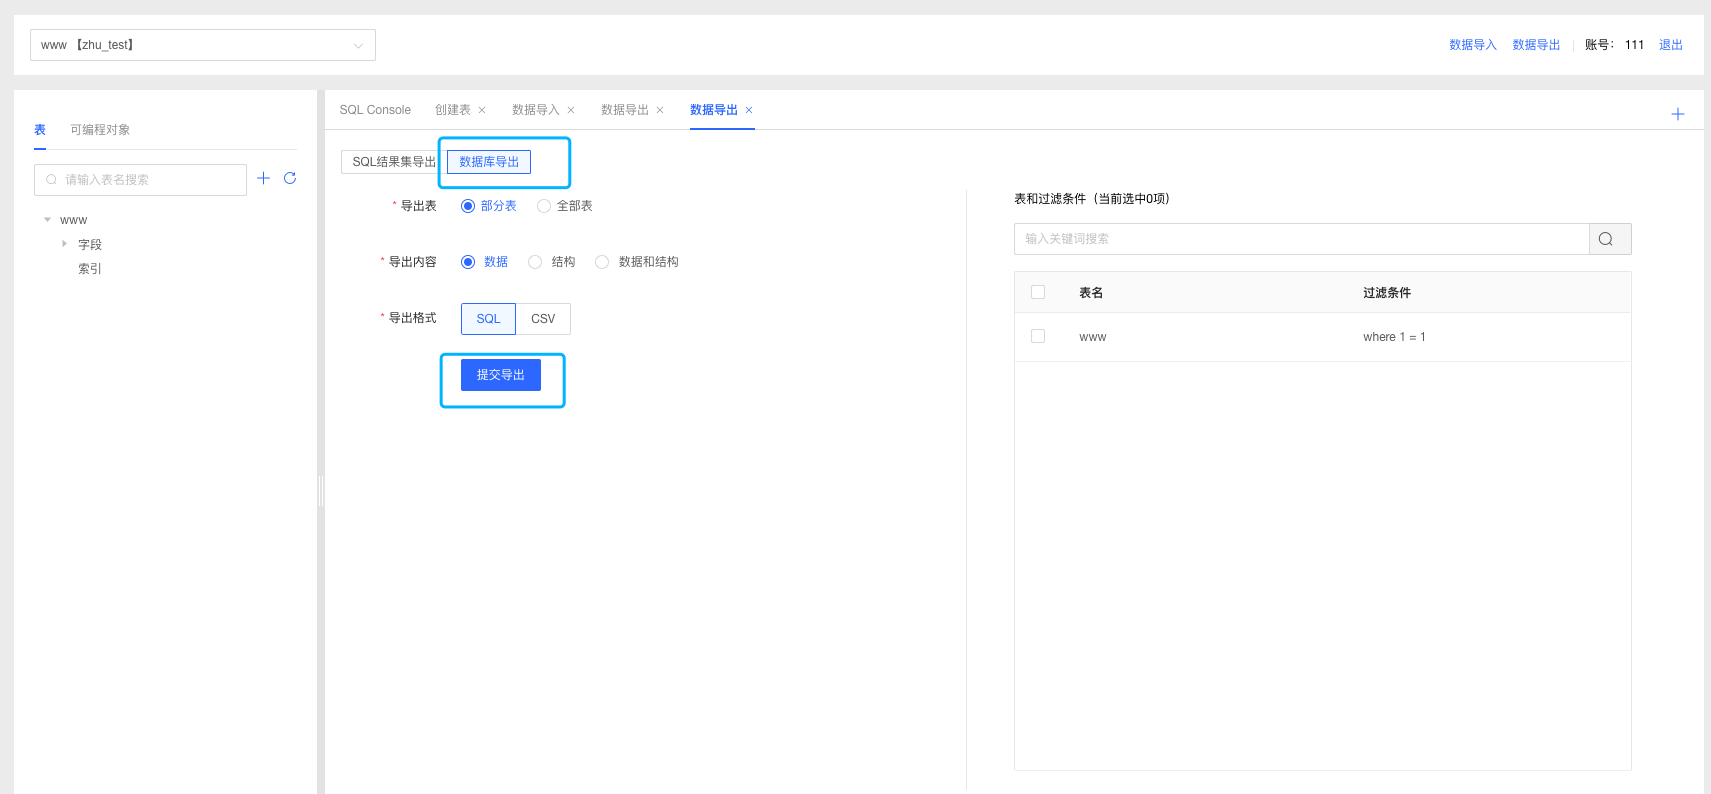 www 【zhu_test】
数据导入 数据导出 账号： 111 退出
表 可编程对象
请输入表名搜索
www
字段
索引
SQL Console 创建表 数据导入 数据导出 数据导出
SQL结果集导出 数据库导出
* 导出表 部分表 全部表
* 导出内容 数据 结构 数据和结构
* 导出格式 SQL CSV
提交导出
表和过滤条件（当前选中0项）
输入关键词搜索
表名 过滤条件
www where 1 = 1